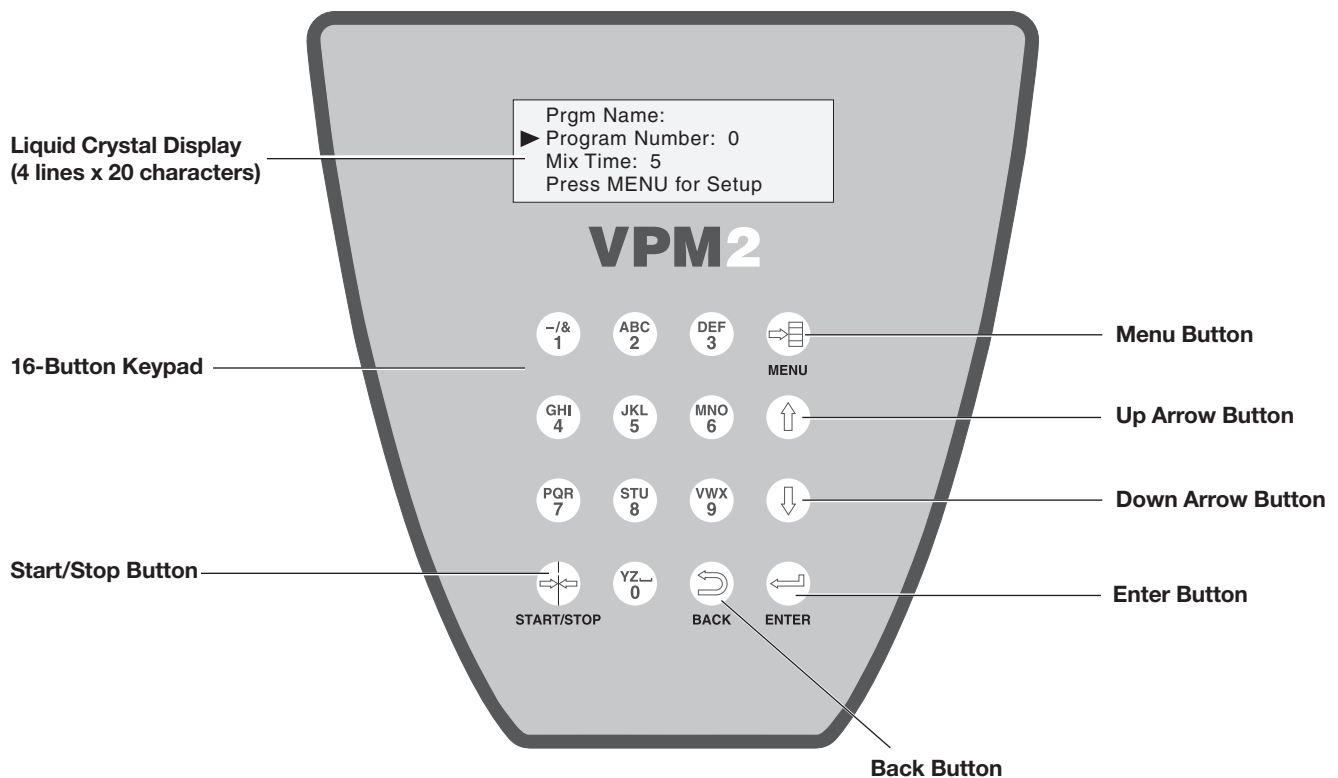 Liquid Crystal Display
(4 lines x 20 characters)
Prgm Name:
Program Number: 0
Mix Time: 5
Press MENU for Setup
VPM2
16-Button Keypad
-/&
1
ABC
2
DEF
3
MENU
Menu Button
GHI
4
JKL
5
MNO
6
Up Arrow Button
PQR
7
STU
8
VWX
9
Down Arrow Button
Start/Stop Button
START/STOP
YZ⎵
0
BACK
ENTER
Enter Button
Back Button